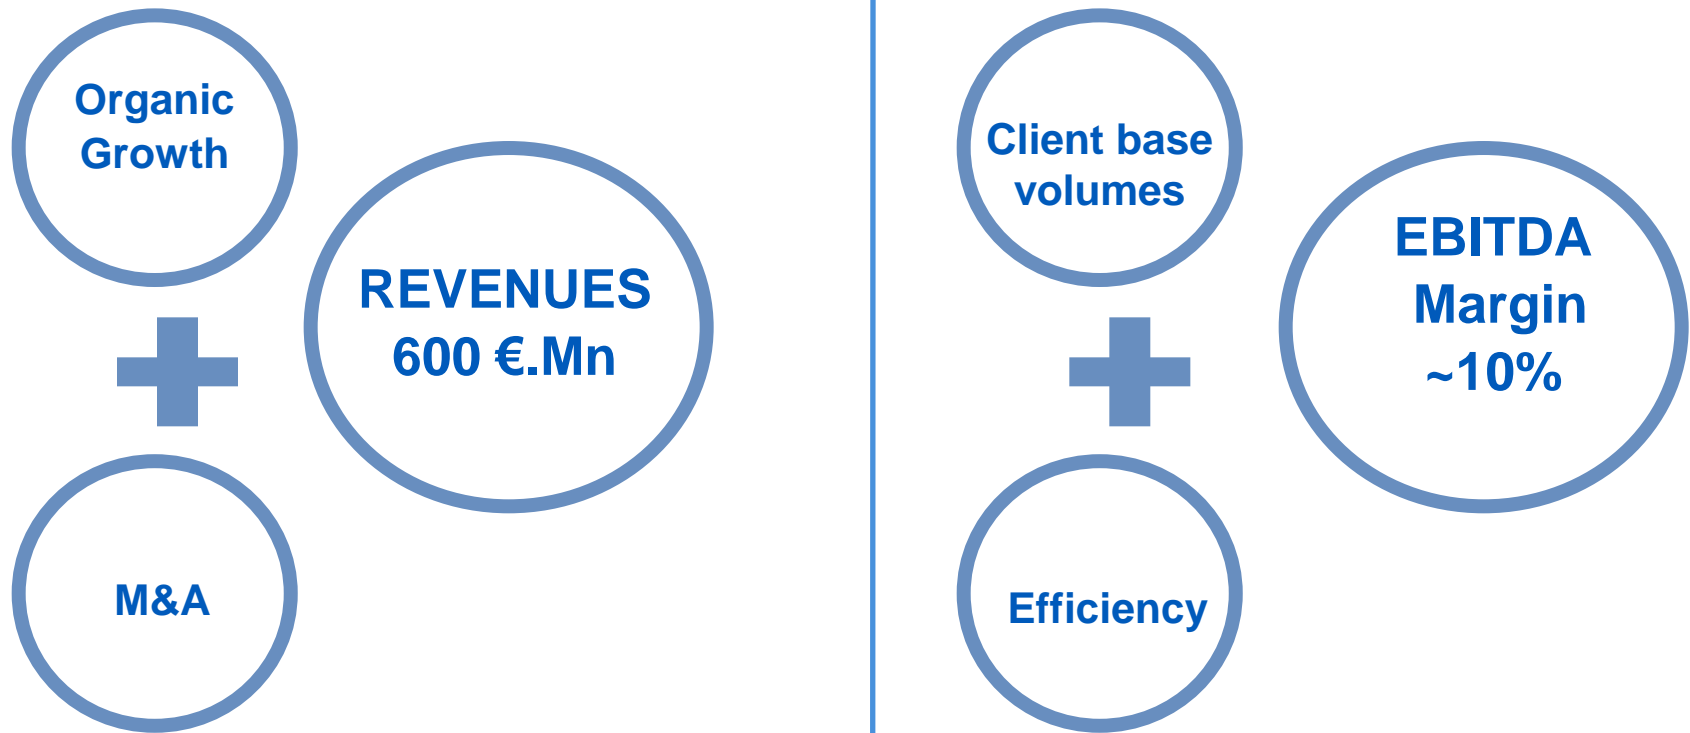 Organic
Growth
M&A
REVENUES
600 €.Mn
Client base
volumes
Efficiency
EBITDA
Margin
~10%